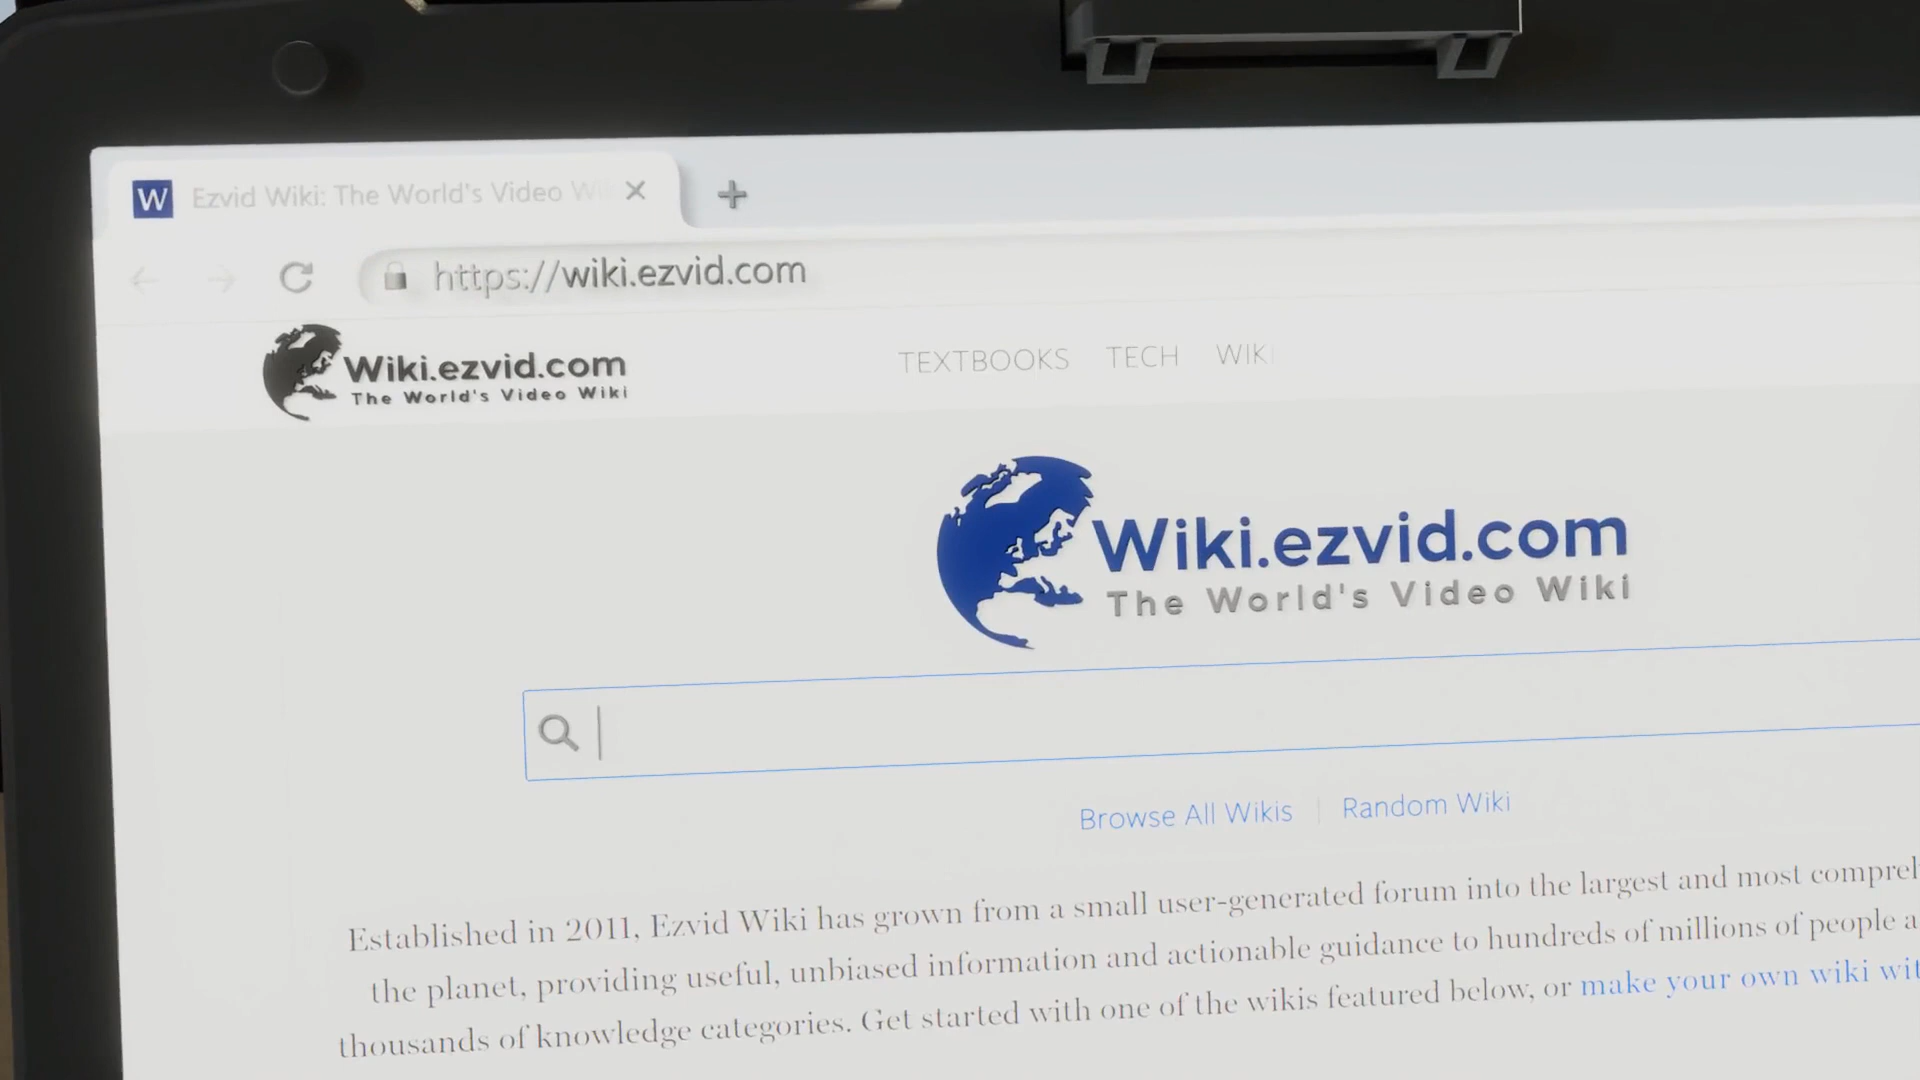 W Ezvid Wiki: The World's Video
https://wiki.ezvid.com
Wiki.ezvid.com
The World's Video Wiki
TEXTBOOKS TECH WIKI
Wiki.ezvid.com
The World's Video Wiki
Browse All Wikis | Random Wiki
Established in 2011, Ezvid Wiki has grown from a small user-generated forum into the largest and most
the planet, providing useful, unbiased information and actionable guidance to hundreds of millions of people
thousands of knowledge categories. Get started with one of the wikis featured below, or make your own wiki